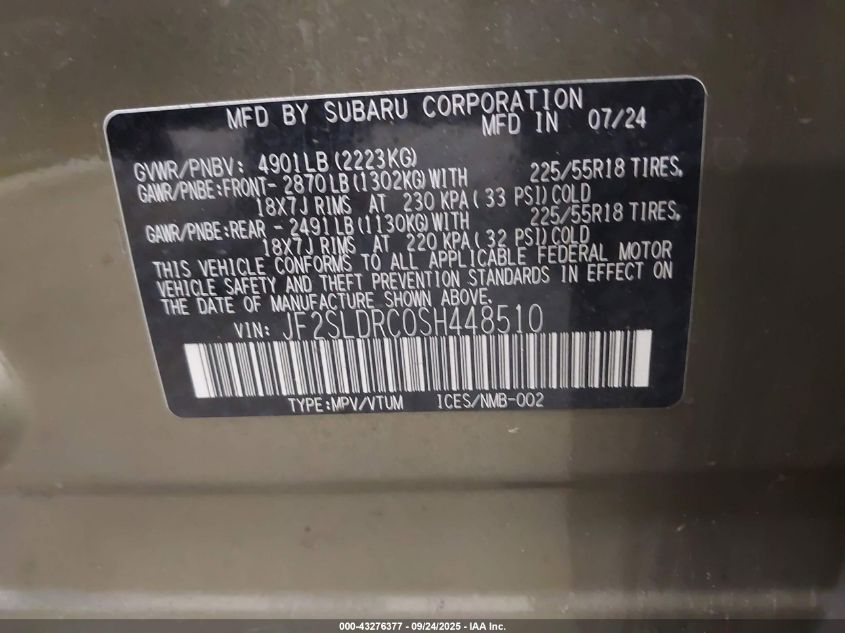 MFD BY SUBARU CORPORATION
MFD IN 07/24
GVWR/PNBV: 4901LB(2223KG)
GAWR/PNBE:FRONT- 2870LB(1302KG)WITH 225/55R18 TIRES,
18X7J RIMS AT 230 KPA(33 PSI)COLD
GAWR/PNBE:REAR - 2491LB(1130KG)WITH 225/55R18 TIRES,
18X7J RIMS AT 220 KPA(32 PSI)COLD
THIS VEHICLE CONFORMS TO ALL APPLICABLE FEDERAL MOTOR
VEHICLE SAFETY AND THEFT PREVENTION STANDARDS IN EFFECT ON
THE DATE OF MANUFACTURE SHOWN ABOVE.
VIN: JF2SLDRC0SH448510
TYPE:MPV/VTUM ICES/NMB-002
000-43276377 - 09/24/2025 - IAA Inc.